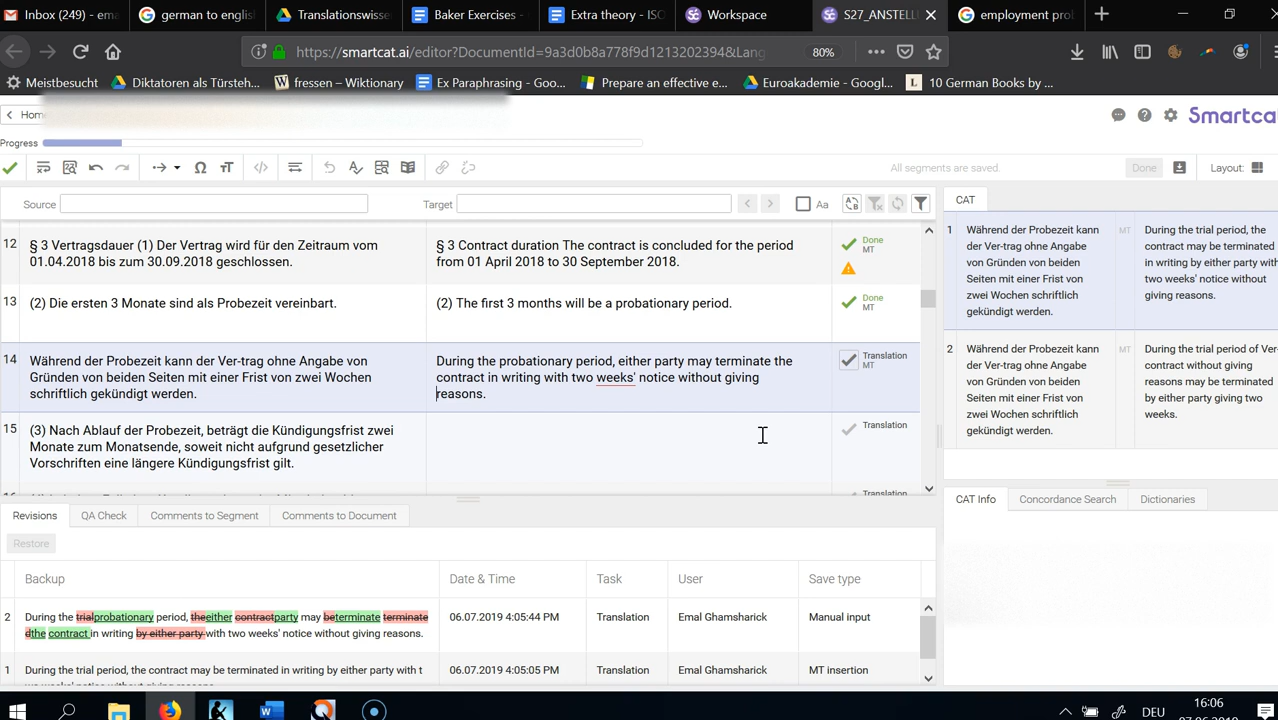 Inbox (249) - ema
german to englis
Translationswisse
Baker Exercises -
Extra theory - ISO
Workspace
S27_ANSTELL
employment prob
https://smartcat.ai/editor?DocumentId=9a3d0b8a778f9d1213202394&Lang
80%
Meistbesucht
Diktatoren als Türsteh...
fressen – Wiktionary
Ex Paraphrasing - Goo...
Prepare an effective e...
Euroakademie - Googl...
10 German Books by ...
Home
Smartcat
Progress
All segments are saved.
Done
Layout:
Source
Target
Aa
CAT
12
§ 3 Vertragsdauer (1) Der Vertrag wird für den Zeitraum vom
01.04.2018 bis zum 30.09.2018 geschlossen.
§ 3 Contract duration The contract is concluded for the period
from 01 April 2018 to 30 September 2018.
Done
MT
13
(2) Die ersten 3 Monate sind als Probezeit vereinbart.
(2) The first 3 months will be a probationary period.
Done
MT
14
Während der Probezeit kann der Ver-trag ohne Angabe von
Gründen von beiden Seiten mit einer Frist von zwei Wochen
schriftlich gekündigt werden.
During the probationary period, either party may terminate the
contract in writing with two weeks' notice without giving
reasons.
Translation
MT
15
(3) Nach Ablauf der Probezeit, beträgt die Kündigungsfrist zwei
Monate zum Monatsende, soweit nicht aufgrund gesetzlicher
Vorschriften eine längere Kündigungsfrist gilt.
Translation
Translation
1
Während der Probezeit kann
der Ver-trag ohne Angabe
von Gründen von beiden
Seiten mit einer Frist von
zwei Wochen schriftlich
gekündigt werden.
MT
During the trial period, the
contract may be terminated
in writing by either party with
two weeks' notice without
giving reasons.
2
Während der Probezeit kann
der Ver-trag ohne Angabe
von Gründen von beiden
Seiten mit einer Frist von
zwei Wochen schriftlich
gekündigt werden.
MT
During the trial period of Ver-
contract without giving
reasons may be terminated
by either party giving two
weeks.
Revisions
QA Check
Comments to Segment
Comments to Document
CAT Info
Concordance Search
Dictionaries
Restore
Backup
Date & Time
Task
User
Save type
2
During the trialprobationary period, theeither contractparty may beterminate terminate
dthe contract in writing by either party with two weeks' notice without giving reasons.
06.07.2019 4:05:44 PM
Translation
Emal Ghamsharick
Manual input
1
During the trial period, the contract may be terminated in writing by either party with t
06.07.2019 4:05:05 PM
Translation
Emal Ghamsharick
MT insertion
DEU
16:06